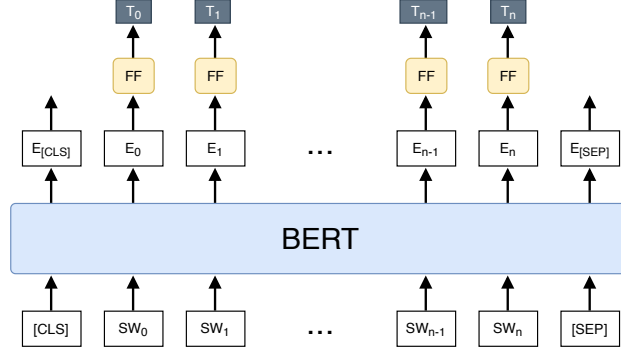 T0 T1 Tn-1 Tn
FF FF FF FF
E[CLS] E0 E1 ... En-1 En E[SEP]
BERT
[CLS] SW0 SW1 ... SWn-1 SWn [SEP]